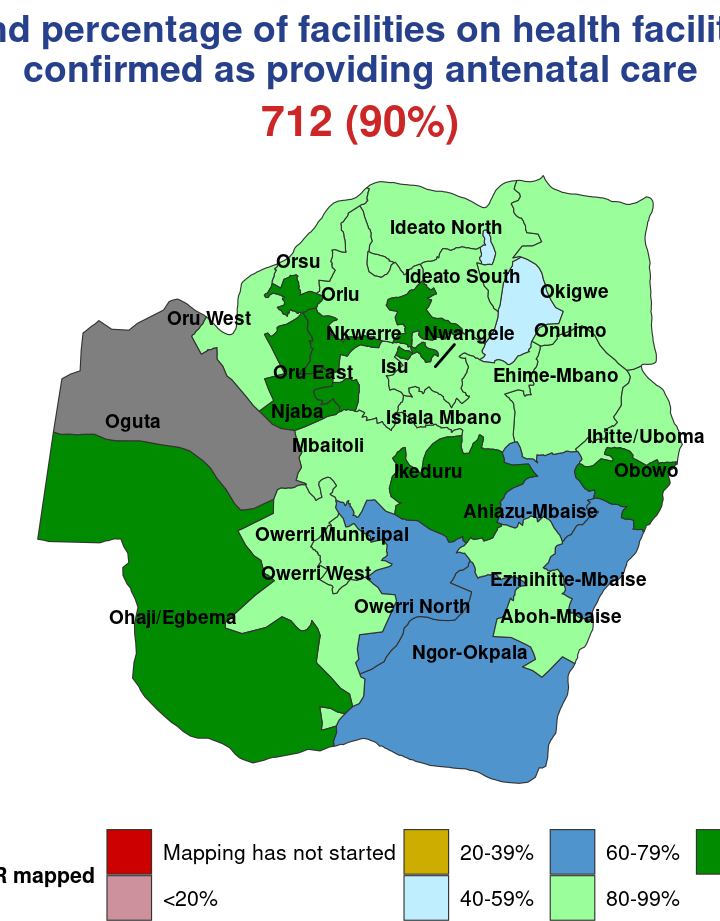 percentage of facilities on health
confirmed as providing antenatal care
712 (90%)
Ideato North
Orsu
Ideato South
Orlu
Okigwe
Oru West
Nkwerre
Nwangele
Onuimo
Isu
Oru East
Ehime-Mbano
Njaba
Isiala Mbano
Oguta
Ihitte/Uboma
Mbaitoli
Ikeduru
Obowo
Ahiazu-Mbaise
Owerri Municipal
Owerri West
Ezinihitte-Mbaise
Owerri North
Ohaji/Egbema
Aboh-Mbaise
Ngor-Okpala
mapped
Mapping has not started
20-39%
60-79%
<20%
40-59%
80-99%